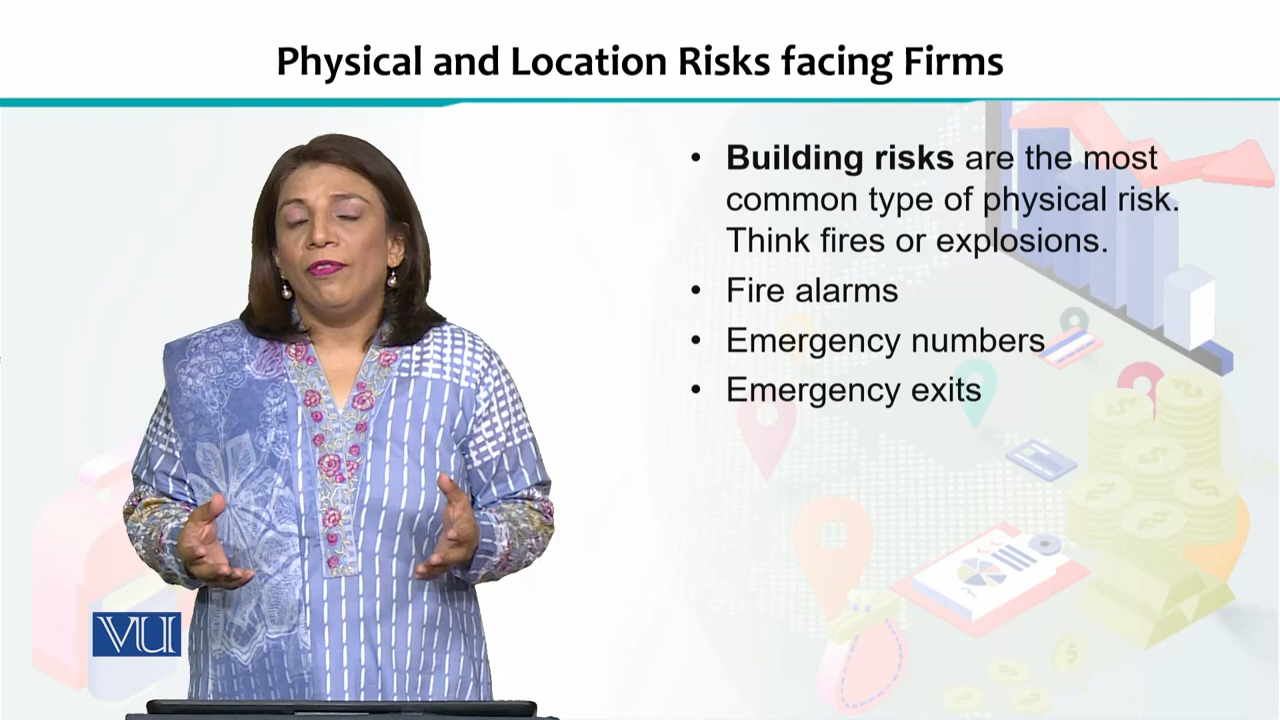 Physical and Location Risks facing Firms
• Building risks are the most
common type of physical risk.
Think fires or explosions.
• Fire alarms
• Emergency numbers
• Emergency exits
VU